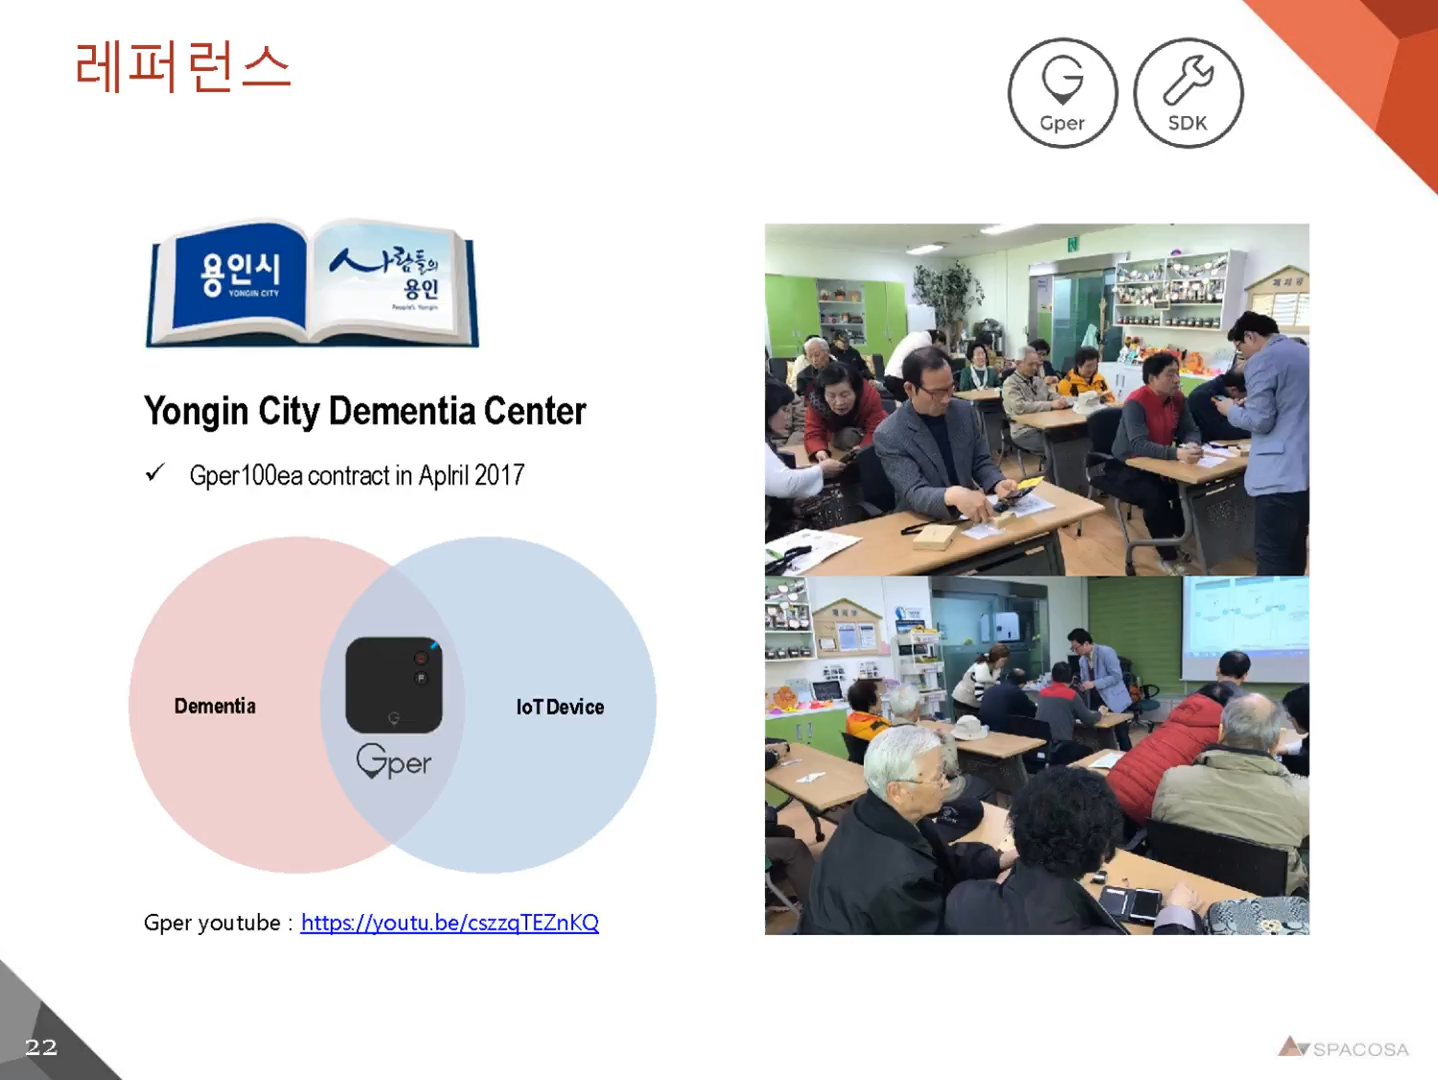 레퍼런스
Gper
SDK
용인시
YONGIN CITY
사람들의
용인
People's Yongin
Yongin City Dementia Center
✓ Gper100ea contract in Aplril 2017
Dementia
IoT Device
Gper
Gper youtube : https://youtu.be/cszzqTEZnKQ
22
SPACOSA